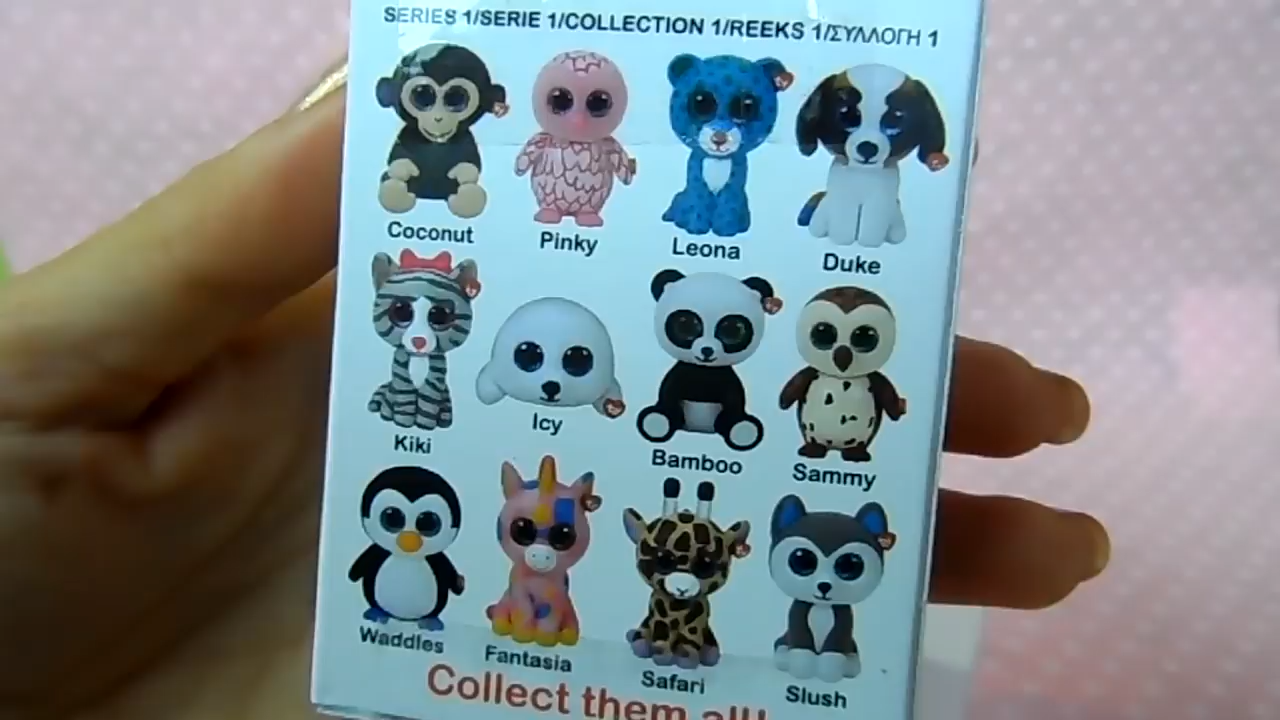 SERIES 1/SERIE 1/COLLECTION 1/REEKS 1/ΣΥΛΛΟΓΗ 1
Coconut Pinky Leona Duke
Kiki Icy Bamboo Sammy
Waddles Fantasia Safari Slush
Collect them all!